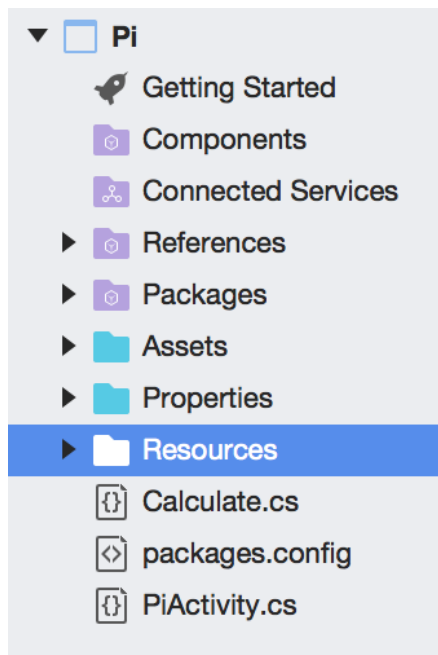 Pi
Getting Started
Components
Connected Services
References
Packages
Assets
Properties
Resources
Calculate.cs
packages.config
PiActivity.cs